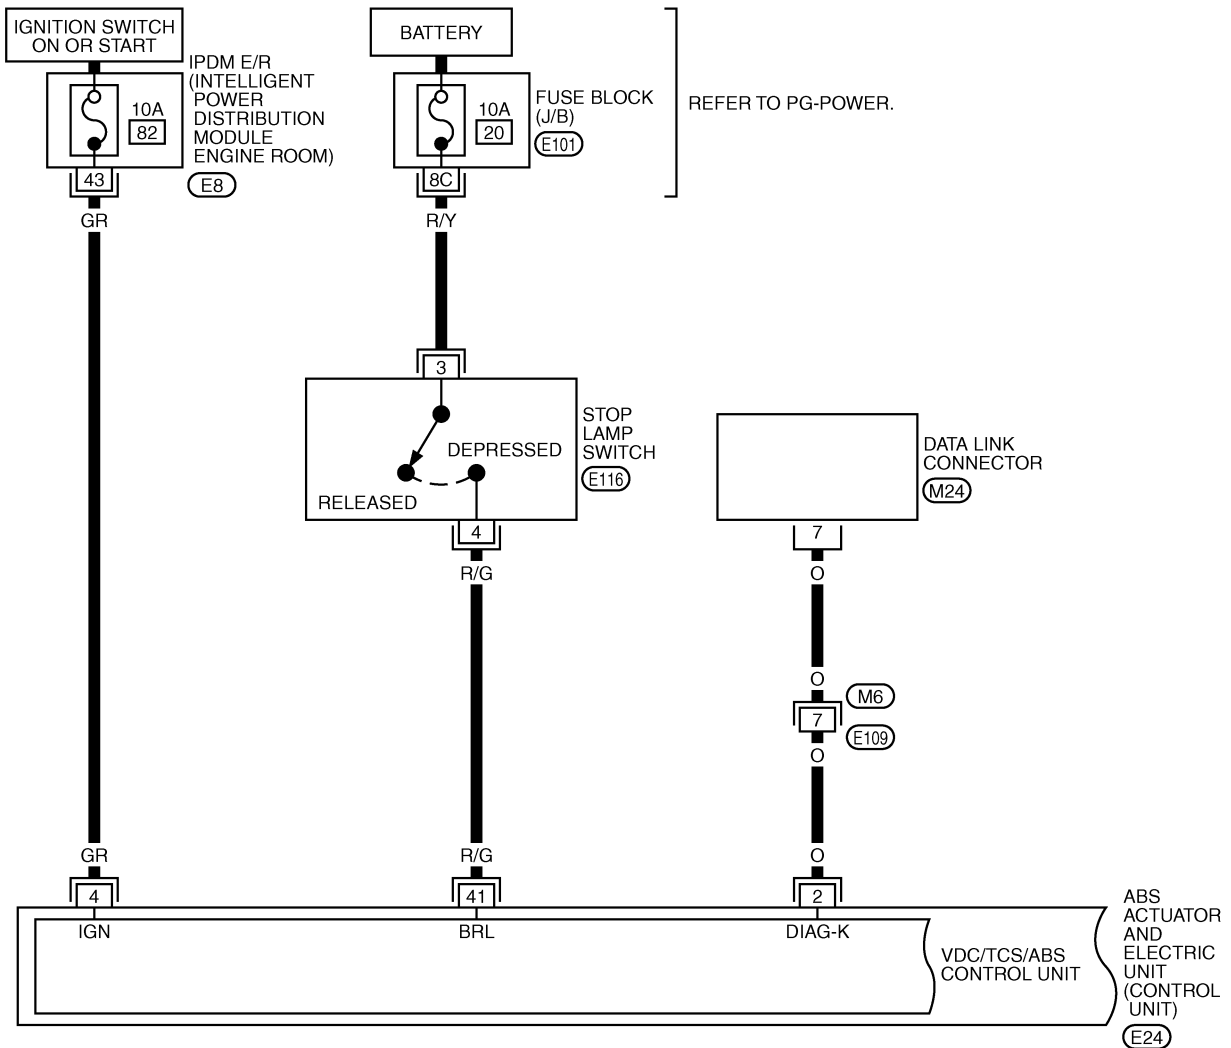 IGNITION SWITCH
ON OR START
BATTERY
IPDM E/R
(INTELLIGENT
POWER
DISTRIBUTION
MODULE
ENGINE ROOM)
E8
10A
82
43
GR
10A
20
8C
R/Y
FUSE BLOCK
(J/B)
E101
REFER TO PG-POWER.
3
DEPRESSED
RELEASED
STOP
LAMP
SWITCH
E116
4
R/G
DATA LINK
CONNECTOR
M24
7
O
O
M6
7
E109
O
GR
R/G
O
4
41
2
IGN
BRL
DIAG-K
VDC/TCS/ABS
CONTROL UNIT
ABS
ACTUATOR
AND
ELECTRIC
UNIT
(CONTROL
UNIT)
E24